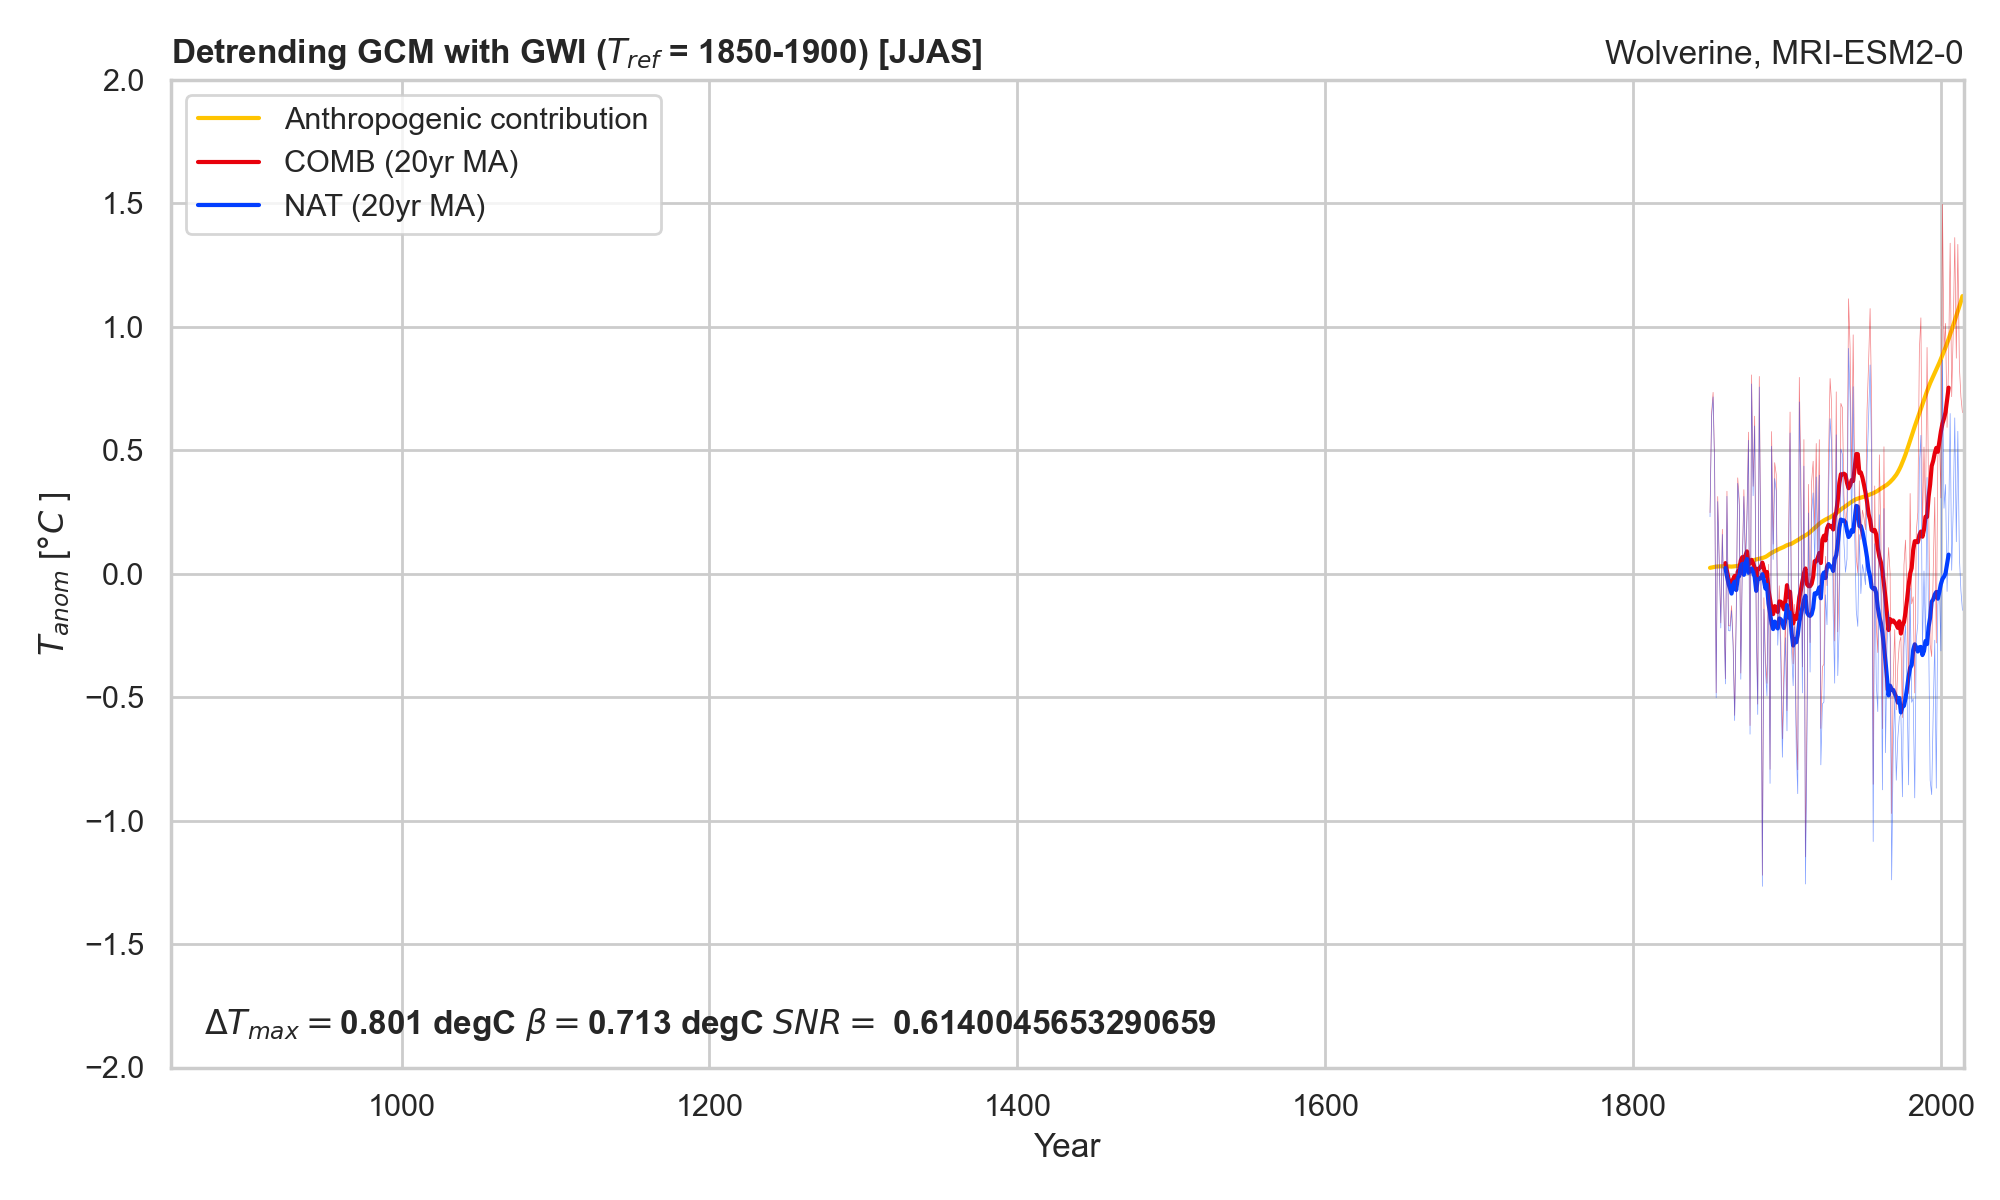 Detrending GCM with GWI (T_ref = 1850-1900) [JJAS]
Wolverine, MRI-ESM2-0
Anthropogenic contribution
COMB (20yr MA)
NAT (20yr MA)
2.0
1.5
1.0
0.5
0.0
−0.5
−1.0
−1.5
−2.0
T_anom [°C ]
ΔT_max = 0.801 degC β = 0.713 degC SNR = 0.6140045653290659
1000 1200 1400 1600 1800 2000
Year